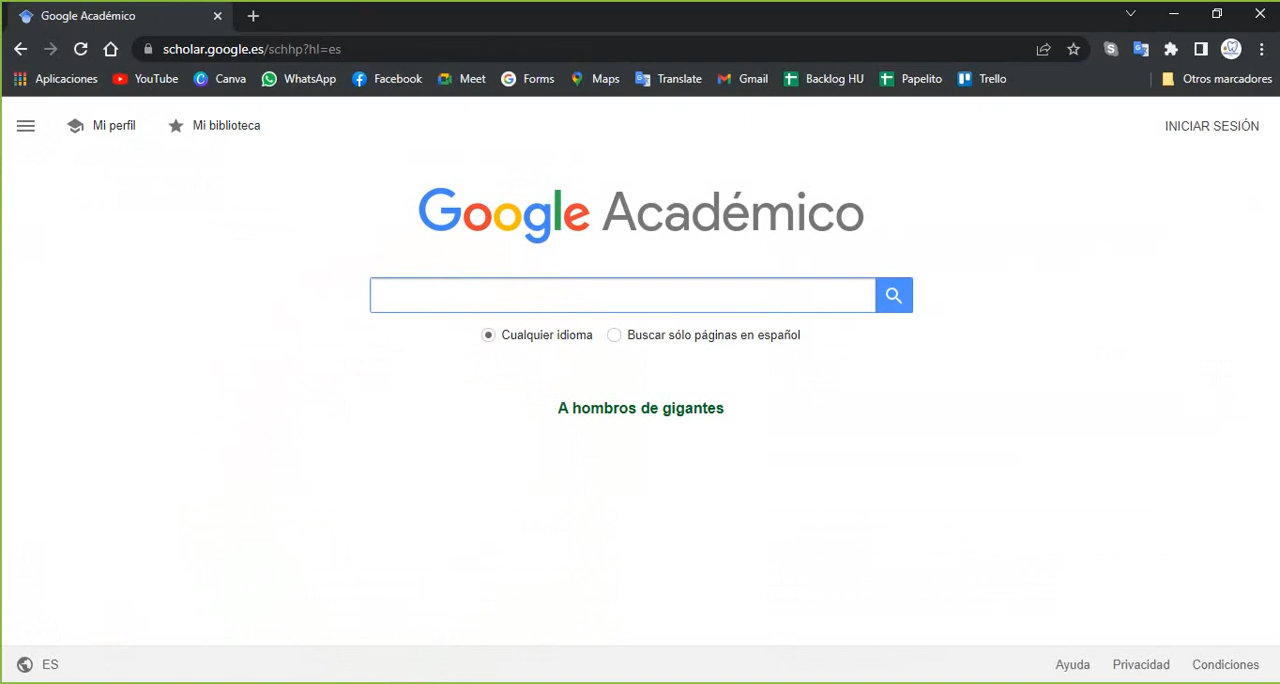 Google Académico
scholar.google.es/schhp?hl=es
Aplicaciones YouTube Canva WhatsApp Facebook Meet Forms Maps Translate Gmail Backlog HU Papelito Trello Otros marcadores
Mi perfil Mi biblioteca INICIAR SESIÓN
Google Académico
Cualquier idioma Buscar sólo páginas en español
A hombros de gigantes
ES Ayuda Privacidad Condiciones